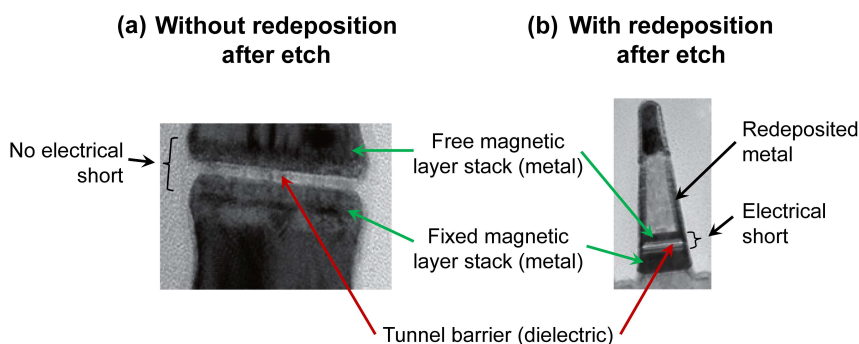 (a) Without redeposition
after etch
(b) With redeposition
after etch
No electrical
short
Free magnetic
layer stack (metal)
Fixed magnetic
layer stack (metal)
Tunnel barrier (dielectric)
Redeposited
metal
Electrical
short